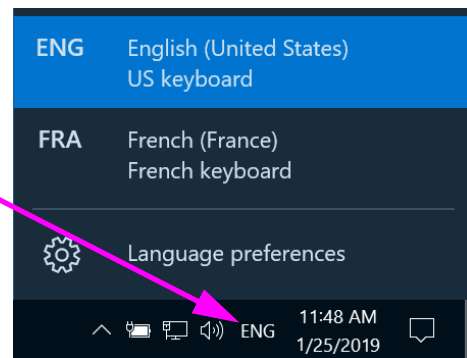 ENG English (United States)
US keyboard
FRA French (France)
French keyboard
Language preferences
ENG 11:48 AM
1/25/2019